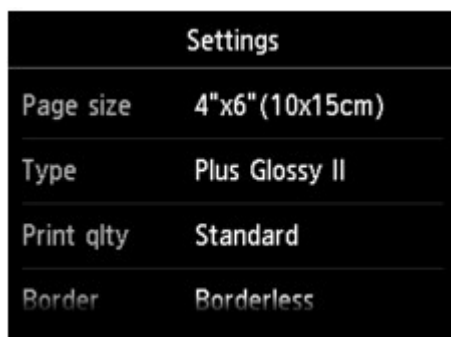 Settings
Page size 4"x6"(10x15cm)
Type Plus Glossy II
Print qlty Standard
Border Borderless